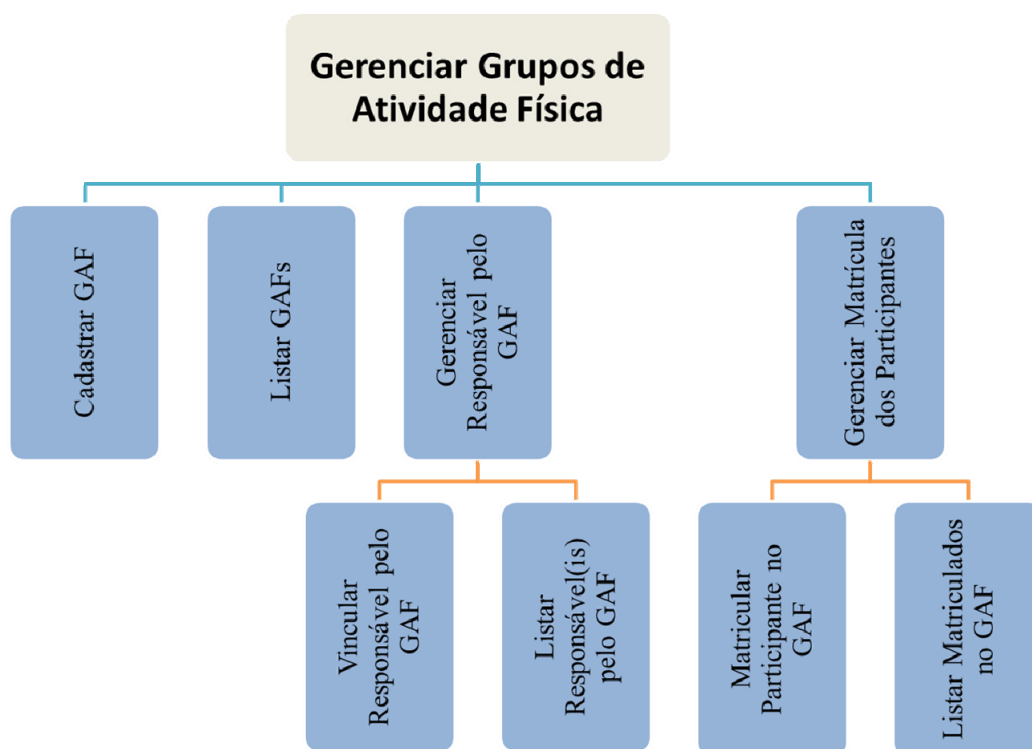 Gerenciar Grupos de
Atividade Física
Cadastrar GAF
Listar GAFs
Gerenciar
Responsável pelo
GAF
Gerenciar Matrícula
dos Participantes
Vincular
Responsável pelo
GAF
Listar
Responsável(is)
pelo GAF
Matricular
Participante no
GAF
Listar Matriculados
no GAF